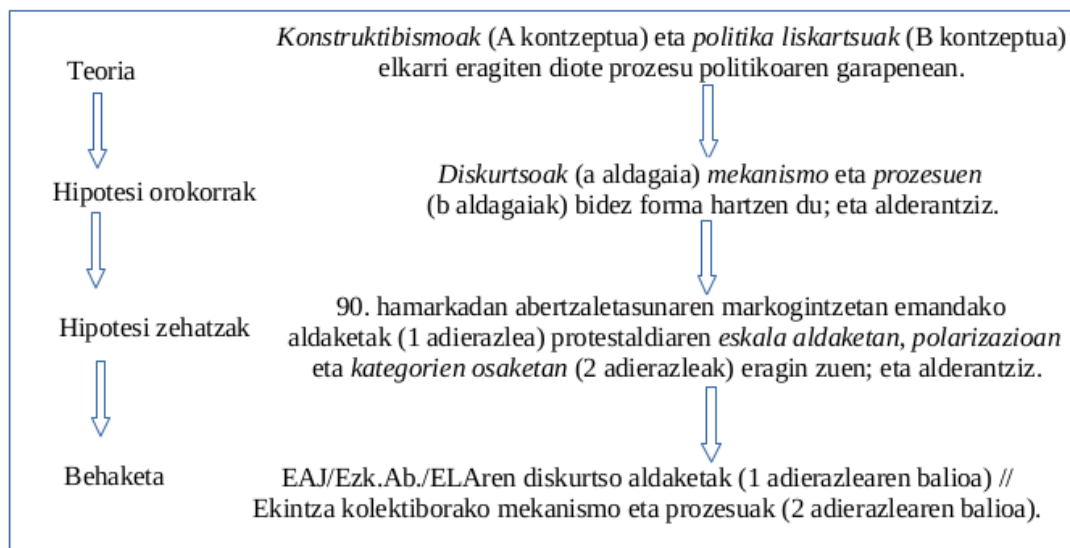 Konstruktibismoak (A kontzeptua) eta politika liskartsuak (B kontzeptua)
Teoria
elkarri eragiten diote prozesu politikoaren garapenean.
Diskurtsoak (a aldagaia) mekanismo eta prozesuen
Hipotesi orokorrak
(b aldagaiak) bidez forma hartzen du; eta alderantziz.
90. hamarkadan abertzaletasunaren markogintzetan emandako
Hipotesi zehatzak
aldaketak (1 adierazlea) protestaldiaren eskala aldaketan, polarizazioan
eta kategorien osaketan (2 adierazleak) eragin zuen; eta alderantziz.
Behaketa
EAJ/Ezk.Ab./ELAren diskurtso aldaketak (1 adierazlearen balioa) //
Ekintza kolektiborako mekanismo eta prozesuak (2 adierazlearen balioa).